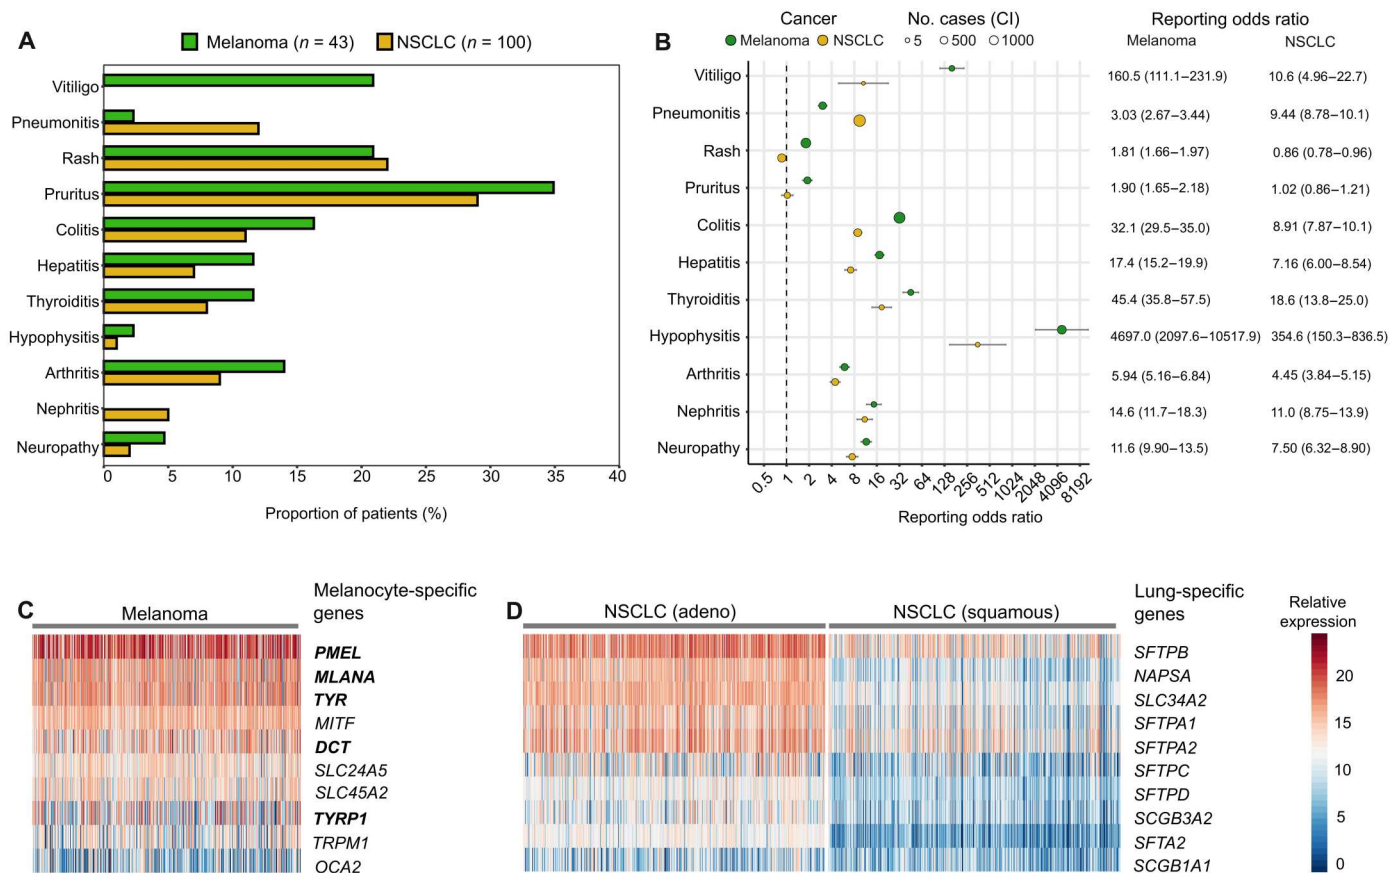 A
Melanoma (n = 43)
NSCLC (n = 100)
Vitiligo
Pneumonitis
Rash
Pruritus
Colitis
Hepatitis
Thyroiditis
Hypophysitis
Arthritis
Nephritis
Neuropathy
0 5 10 15 20 25 30 35 40
Proportion of patients (%)
B
Cancer
Melanoma NSCLC
No. cases (CI)
5 500 1000
Reporting odds ratio
Melanoma NSCLC
Vitiligo 160.5 (111.1–231.9) 10.6 (4.96–22.7)
Pneumonitis 3.03 (2.67–3.44) 9.44 (8.78–10.1)
Rash 1.81 (1.66–1.97) 0.86 (0.78–0.96)
Pruritus 1.90 (1.65–2.18) 1.02 (0.86–1.21)
Colitis 32.1 (29.5–35.0) 8.91 (7.87–10.1)
Hepatitis 17.4 (15.2–19.9) 7.16 (6.00–8.54)
Thyroiditis 45.4 (35.8–57.5) 18.6 (13.8–25.0)
Hypophysitis 4697.0 (2097.6–10517.9) 354.6 (150.3–836.5)
Arthritis 5.94 (5.16–6.84) 4.45 (3.84–5.15)
Nephritis 14.6 (11.7–18.3) 11.0 (8.75–13.9)
Neuropathy 11.6 (9.90–13.5) 7.50 (6.32–8.90)
0.5 1 2 4 8 16 32 64 128 256 512 1024 2048 4096 8192
Reporting odds ratio
C
Melanoma
Melanocyte-specific
genes
PMEL
MLANA
TYR
MITF
DCT
SLC24A5
SLC45A2
TYRP1
TRPM1
OCA2
D
NSCLC (adeno)
NSCLC (squamous)
Lung-specific
genes
SFTPB
NAPSA
SLC34A2
SFTPA1
SFTPA2
SFTPC
SFTPD
SCGB3A2
SFTA2
SCGB1A1
Relative
expression
20
15
10
5
0